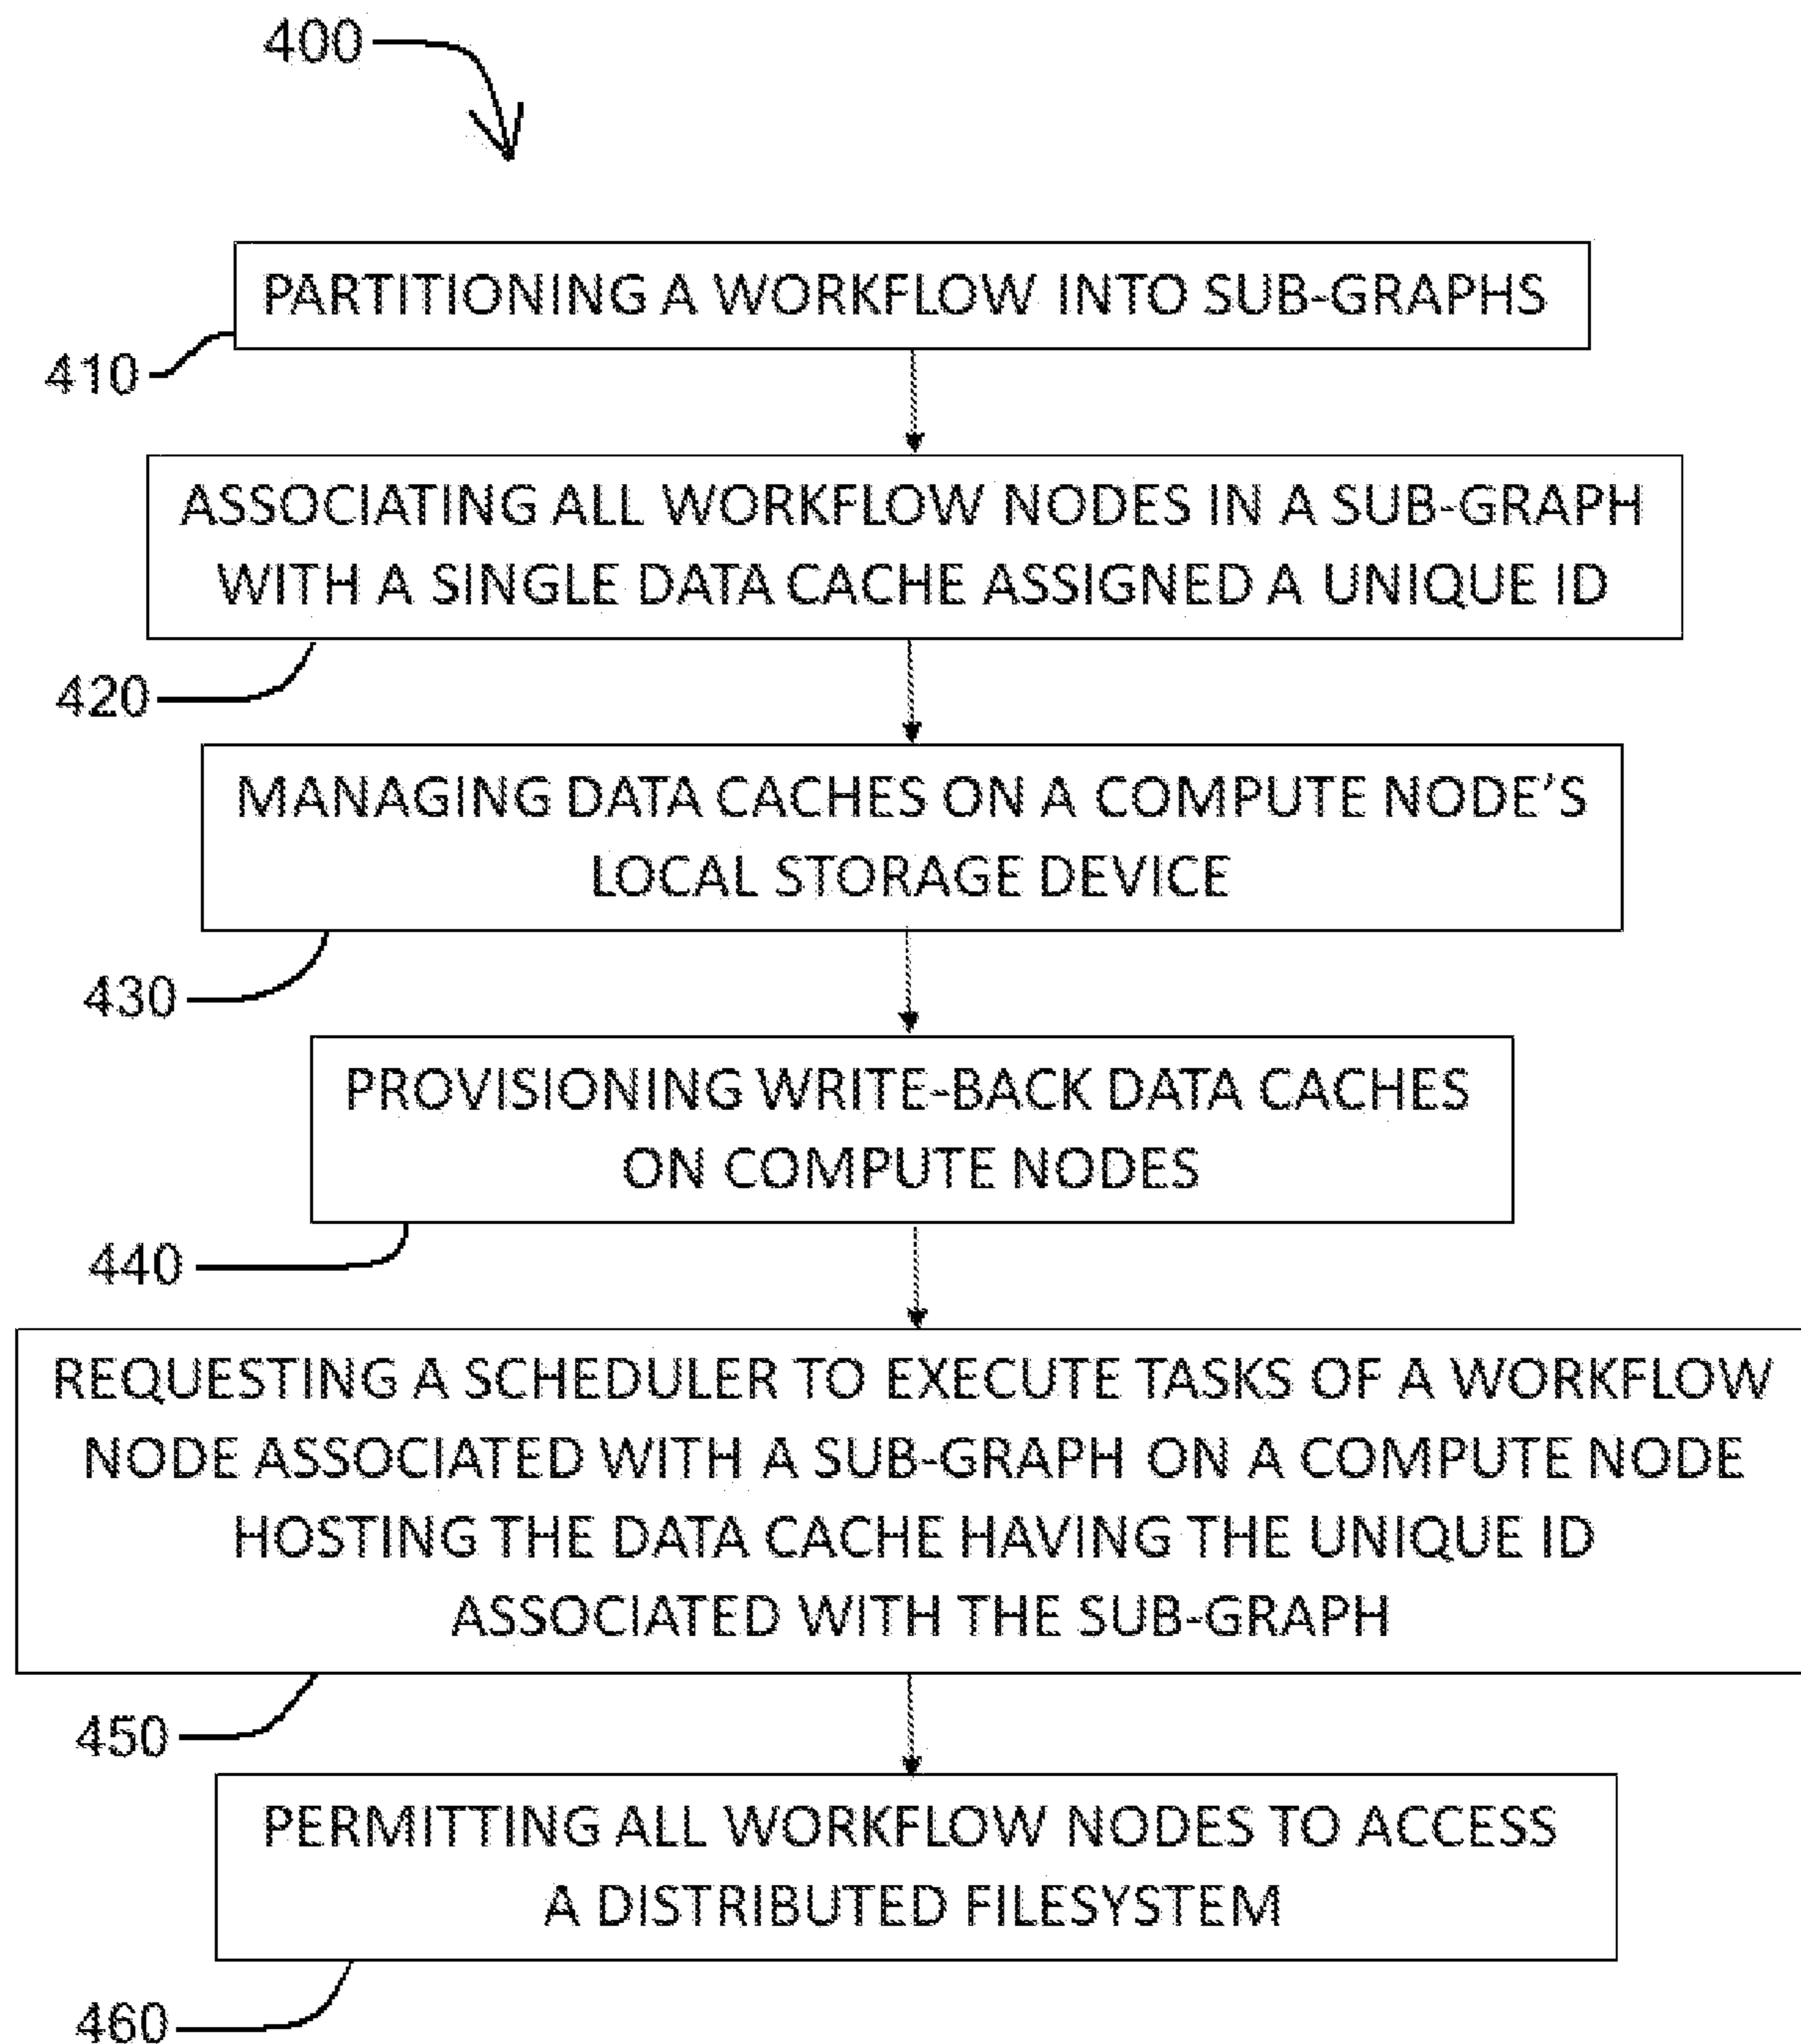 400
PARTITIONING A WORKFLOW INTO SUB-GRAPHS
410
ASSOCIATING ALL WORKFLOW NODES IN A SUB-GRAPH
WITH A SINGLE DATA CACHE ASSIGNED A UNIQUE ID
420
MANAGING DATA CACHES ON A COMPUTE NODE'S
LOCAL STORAGE DEVICE
430
PROVISIONING WRITE-BACK DATA CACHES
ON COMPUTE NODES
440
REQUESTING A SCHEDULER TO EXECUTE TASKS OF A WORKFLOW
NODE ASSOCIATED WITH A SUB-GRAPH ON A COMPUTE NODE
HOSTING THE DATA CACHE HAVING THE UNIQUE ID
ASSOCIATED WITH THE SUB-GRAPH
450
PERMITTING ALL WORKFLOW NODES TO ACCESS
A DISTRIBUTED FILESYSTEM
460